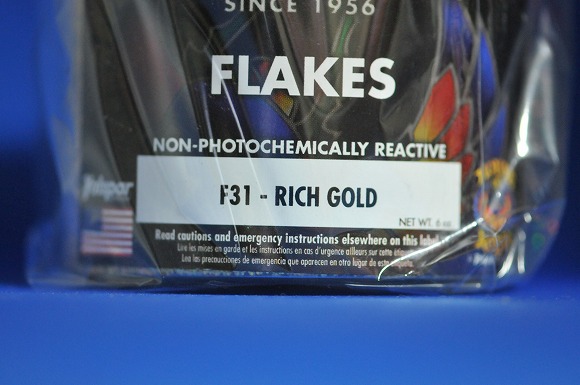 SINCE 1956
FLAKES
NON-PHOTOCHEMICALLY REACTIVE
F31 - RICH GOLD
NET WT. 6 oz
Read cautions and emergency instructions elsewhere on this label
Lire les mises en garde et les instructions en cas d'urgence ailleurs sur cette
Lea las precauciones de emergencia que aparecen en otro lugar de esta